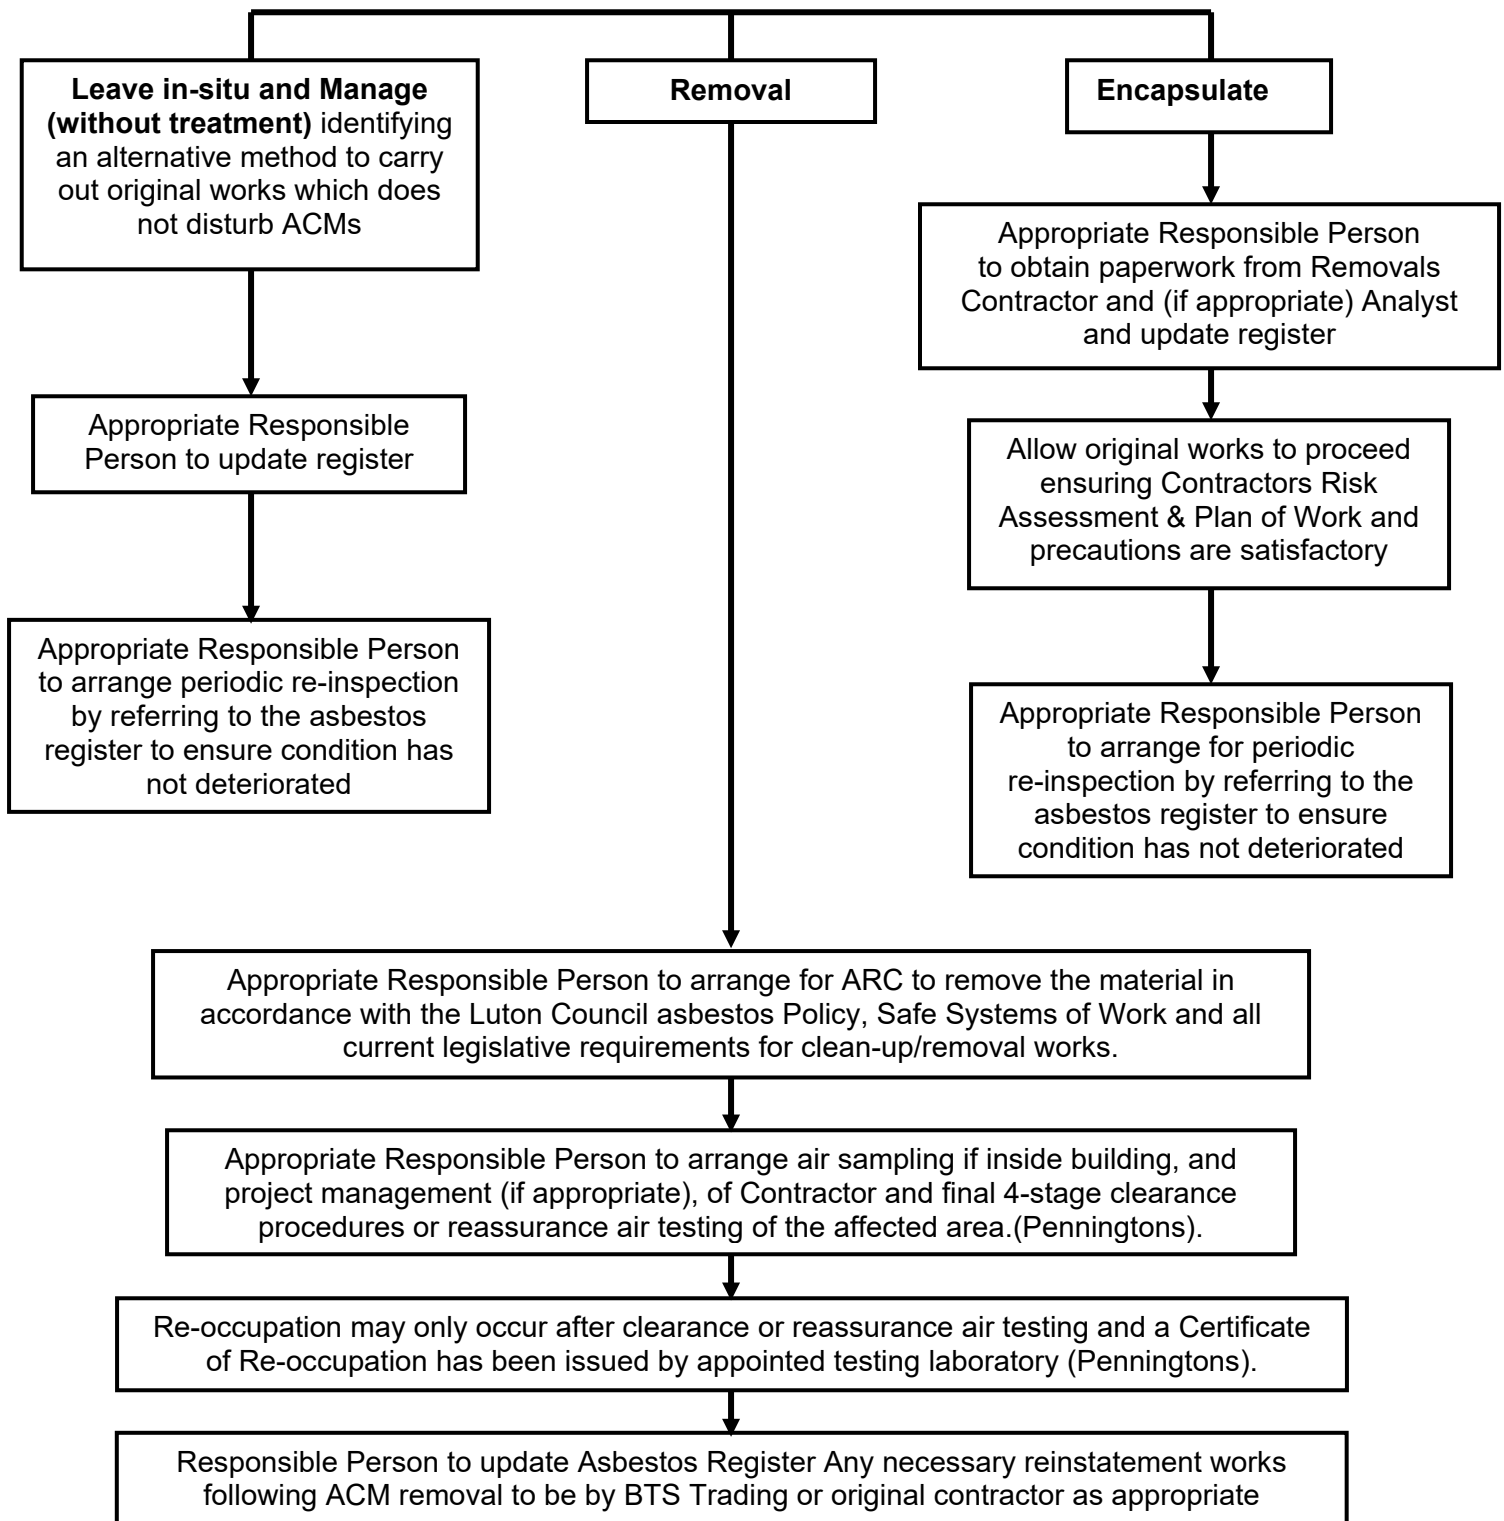 Leave in-situ and Manage
(without treatment) identifying
an alternative method to carry
out original works which does
not disturb ACMs
Appropriate Responsible
Person to update register
Appropriate Responsible Person
to arrange periodic re-inspection
by referring to the asbestos
register to ensure condition has
not deteriorated
Removal
Encapsulate
Appropriate Responsible Person
to obtain paperwork from Removals
Contractor and (if appropriate) Analyst
and update register
Allow original works to proceed
ensuring Contractors Risk
Assessment & Plan of Work and
precautions are satisfactory
Appropriate Responsible Person
to arrange for periodic
re-inspection by referring to the
asbestos register to ensure
condition has not deteriorated
Appropriate Responsible Person to arrange for ARC to remove the material in
accordance with the Luton Council asbestos Policy, Safe Systems of Work and all
current legislative requirements for clean-up/removal works.
Appropriate Responsible Person to arrange air sampling if inside building, and
project management (if appropriate), of Contractor and final 4-stage clearance
procedures or reassurance air testing of the affected area.(Penningtons).
Re-occupation may only occur after clearance or reassurance air testing and a Certificate
of Re-occupation has been issued by appointed testing laboratory (Penningtons).
Responsible Person to update Asbestos Register Any necessary reinstatement works
following ACM removal to be by BTS Trading or original contractor as appropriate